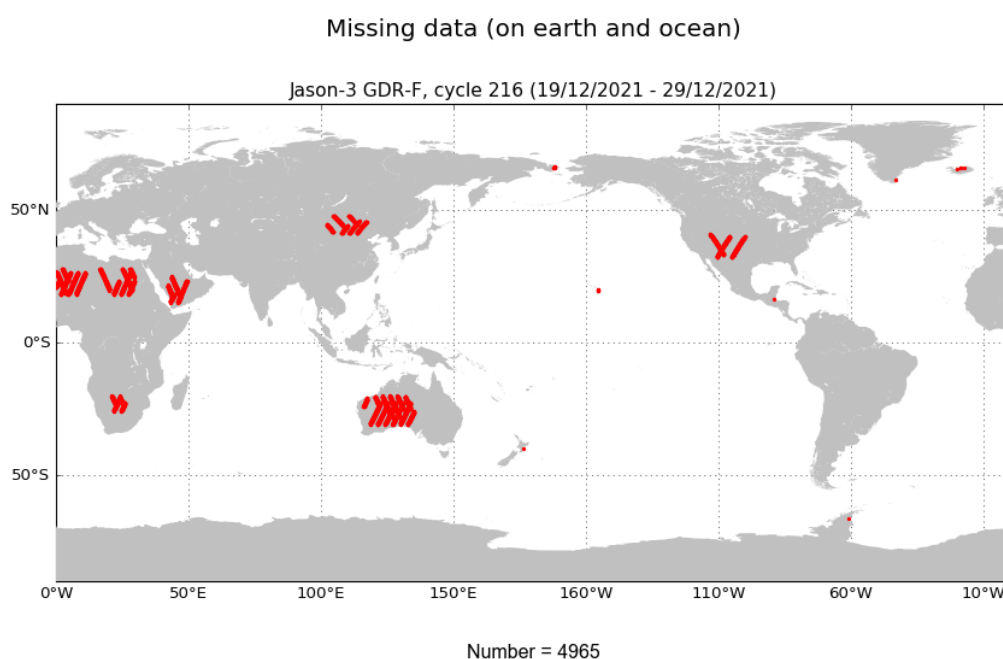 Missing data (on earth and ocean)
Jason-3 GDR-F, cycle 216 (19/12/2021 - 29/12/2021)
50°N
0°S
50°S
0°W
50°E
100°E
150°E
160°W
110°W
60°W
10°W
Number = 4965